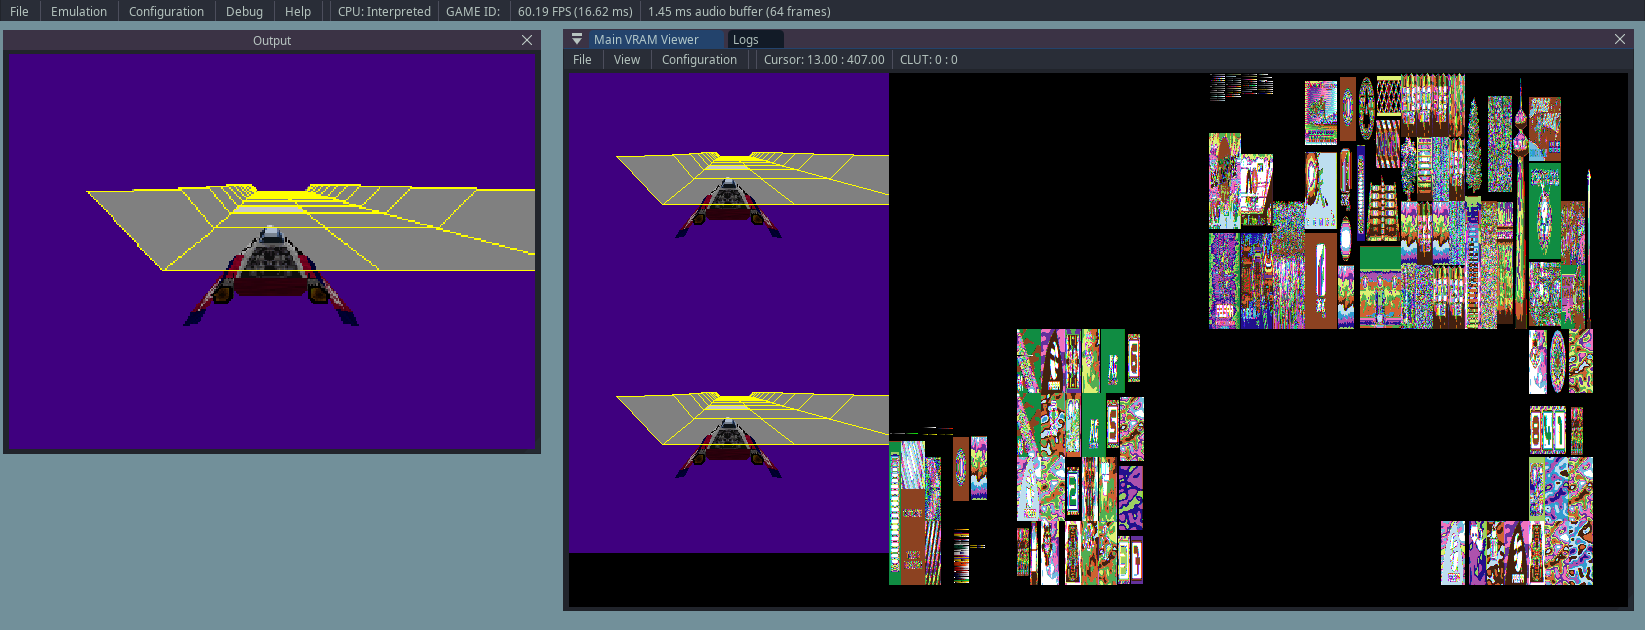 File Emulation Configuration Debug Help CPU: Interpreted GAME ID: 60.19 FPS (16.62 ms) 1.45 ms audio buffer (64 frames)
Output
Main VRAM Viewer Logs
File View Configuration Cursor: 13.00 : 407.00 CLUT: 0 : 0